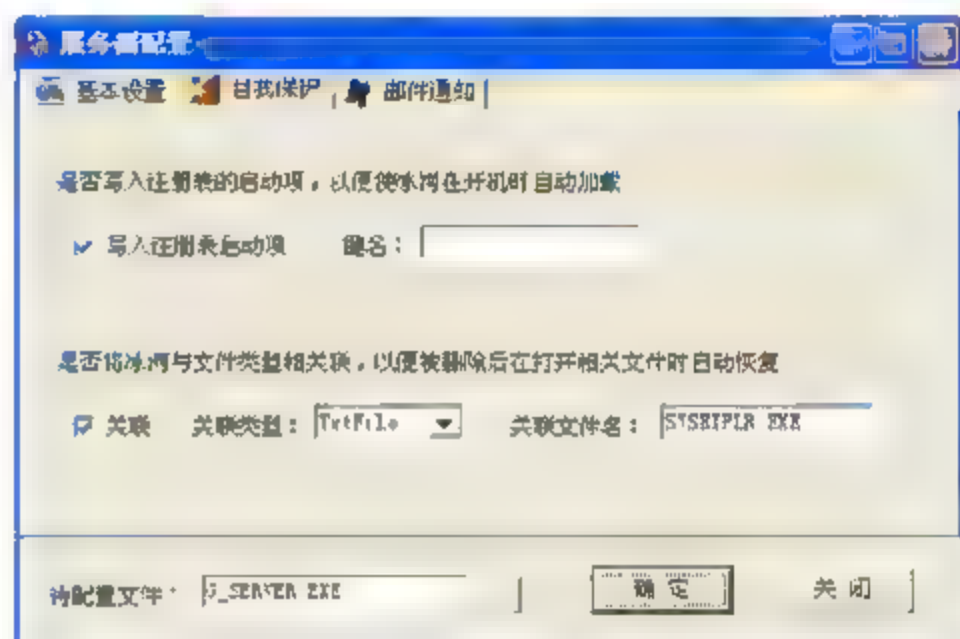 服务器配置
基本设置 自我保护 邮件通知
是否写入注册表的启动项，以便使冰河在开机时自动加载
写入注册表启动项 键名：
是否将冰河与文件类型相关联，以便被删除后在打开相关文件时自动恢复
关联 关联类型： TxtFile 关联文件名： SYSEXPLR EXE
待配置文件： G_SERVER EXE 确 定 关 闭